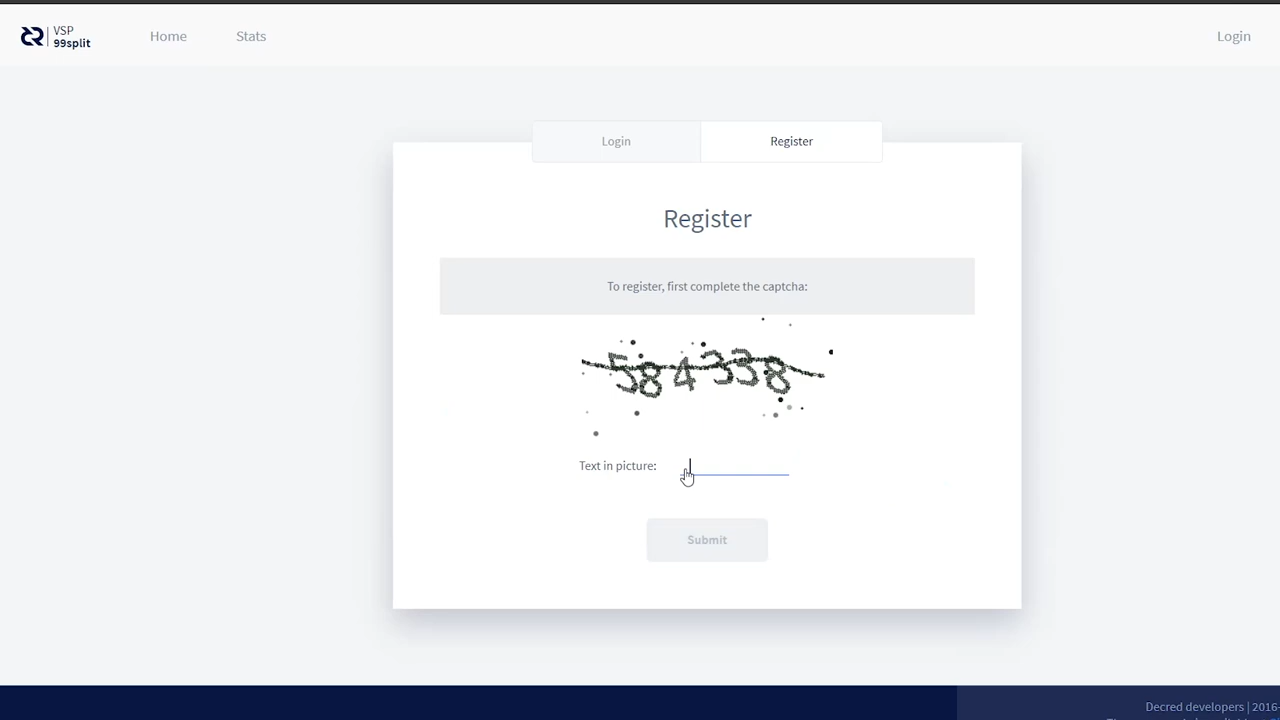 VSP
99split
Home
Stats
Login
Login
Register
Register
To register, first complete the captcha:
584338
Text in picture:
Submit
Decred developers | 2016-